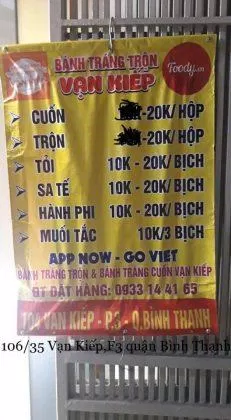 BÁNH TRÁNG TRỘN
VẠN KIẾP
Foody.vn
CUỐN -20K/HỘP
TRỘN -20K/HỘP
TỎI 10K - 20K/BỊCH
SA TẾ 10K - 20K/BỊCH
HÀNH PHI 10K - 20K/BỊCH
MUỐI TẮC 10K/3 BỊCH
APP NOW - GO VIET
BÁNH TRÁNG TRỘN & BÁNH TRÁNG CUỐN VẠN KIẾP
ĐT ĐẶT HÀNG: 0933 14 41 65
VẠN KIẾP - P.3 - Q.BÌNH THẠNH
106/35 Vạn Kiếp,F3 quận Bình Thạnh